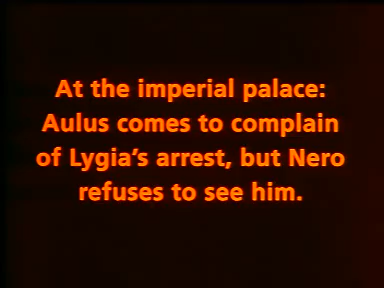 At the imperial palace:
Aulus comes to complain
of Lygia's arrest, but Nero
refuses to see him.